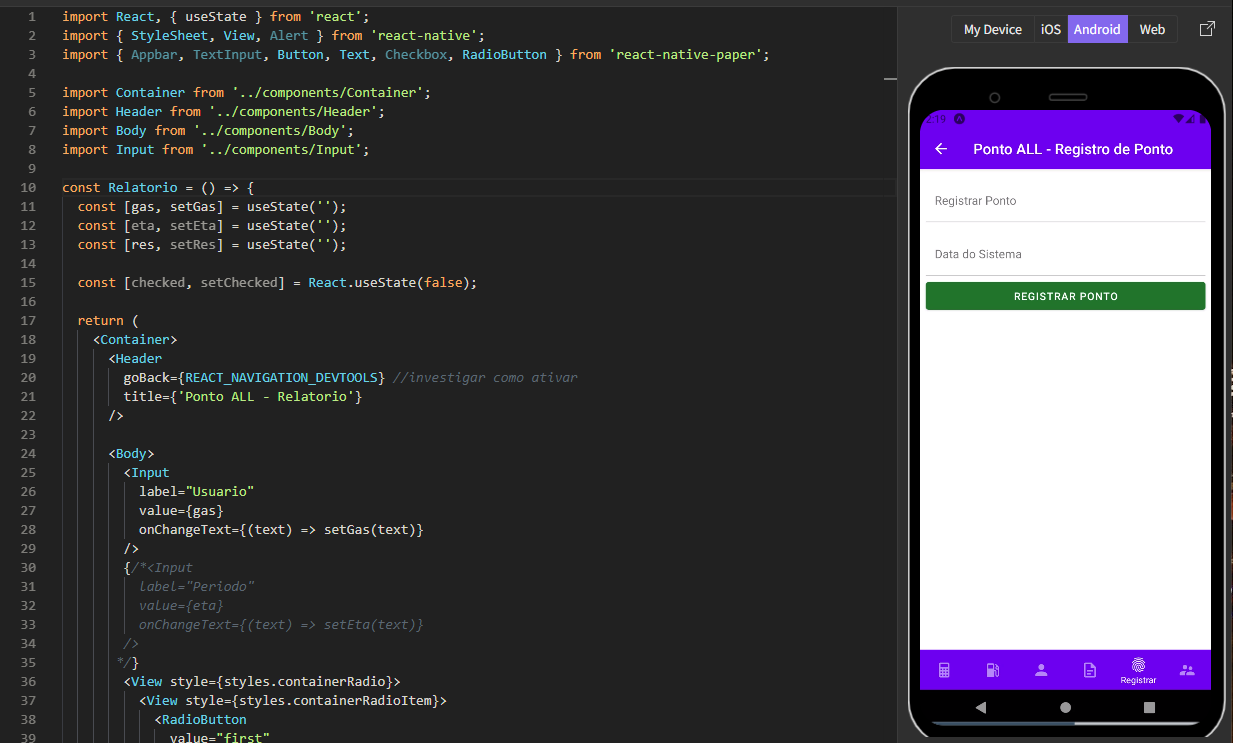 1 import React, { useState } from 'react';
2 import { StyleSheet, View, Alert } from 'react-native';
3 import { Appbar, TextInput, Button, Text, Checkbox, RadioButton } from 'react-native-paper';
4
5 import Container from '../components/Container';
6 import Header from '../components/Header';
7 import Body from '../components/Body';
8 import Input from '../components/Input';
9
10 const Relatorio = () => {
11 const [gas, setGas] = useState('');
12 const [eta, setEta] = useState('');
13 const [res, setRes] = useState('');
14
15 const [checked, setChecked] = React.useState(false);
16
17 return (
18 <Container>
19 <Header
20 goBack={REACT_NAVIGATION_DEVTOOLS} //investigar como ativar
21 title={'Ponto ALL - Relatorio'}
22 />
23
24 <Body>
25 <Input
26 label="Usuario"
27 value={gas}
28 onChangeText={(text) => setGas(text)}
29 />
30 {/*<Input
31 label="Periodo"
32 value={eta}
33 onChangeText={(text) => setEta(text)}
34 />
35 */}
36 <View style={styles.containerRadio}>
37 <View style={styles.containerRadioItem}>
38 <RadioButton
39 value="first"
My Device iOS Android Web
2:19
Ponto ALL - Registro de Ponto
Registrar Ponto
Data do Sistema
REGISTRAR PONTO
Registrar